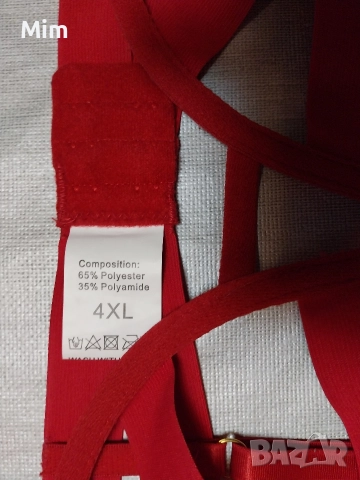 Mim
Composition:
65% Polyester
35% Polyamide
4XL
BAZAR